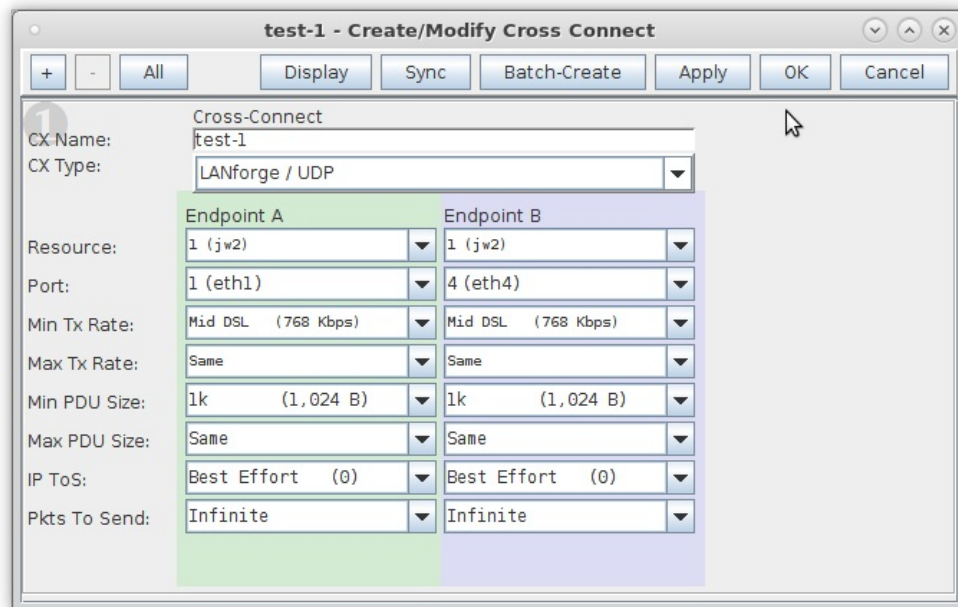 test-1 - Create/Modify Cross Connect
+ - All Display Sync Batch-Create Apply OK Cancel
1
Cross-Connect
CX Name: test-1
CX Type: LANforge / UDP
Endpoint A Endpoint B
Resource: 1 (jw2) 1 (jw2)
Port: 1 (eth1) 4 (eth4)
Min Tx Rate: Mid DSL (768 Kbps) Mid DSL (768 Kbps)
Max Tx Rate: Same Same
Min PDU Size: 1k (1,024 B) 1k (1,024 B)
Max PDU Size: Same Same
IP ToS: Best Effort (0) Best Effort (0)
Pkts To Send: Infinite Infinite